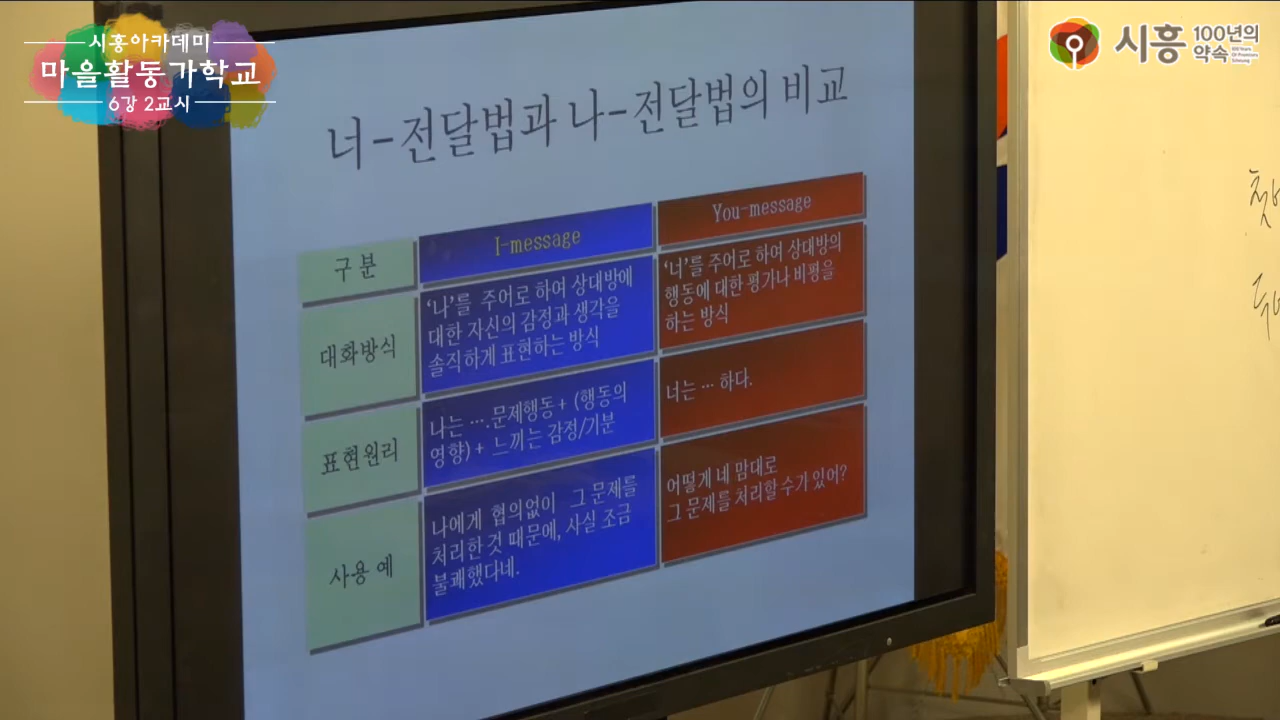 시흥아카데미
마을활동가학교
6강 2교시
시흥 100년의 약속
너-전달법과 나-전달법의 비교
구 분
I-message
You-message
대화방식
‘나’를 주어로 하여 상대방에
대한 자신의 감정과 생각을
솔직하게 표현하는 방식
‘너’를 주어로 하여 상대방의
행동에 대한 평가나 비평을
하는 방식
표현원리
나는 ….문제행동+ (행동의
영향)+ 느끼는 감정/기분
너는 … 하다.
사용 예
나에게 협의없이 그 문제를
처리한 것 때문에, 사실 조금
불쾌했다네.
어떻게 네 맘대로
그 문제를 처리할 수가 있어?